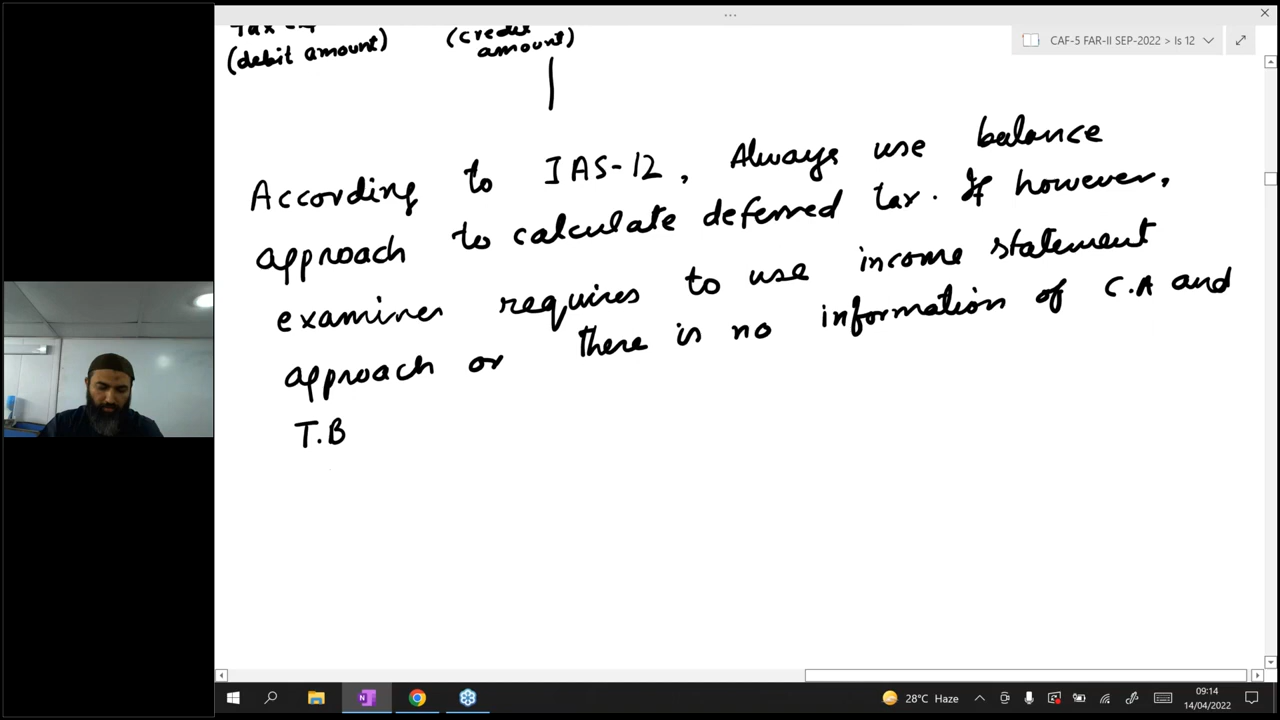 (debit amount)
(credit
amount)
According to IAS-12, Always use balance
approach to calculate deferred tax. If however,
examiner requires to use income statement
approach or there is no information of C.A and
T.B
CAF-5 FAR-II SEP-2022 > Is 12
28°C Haze
09:14
14/04/2022